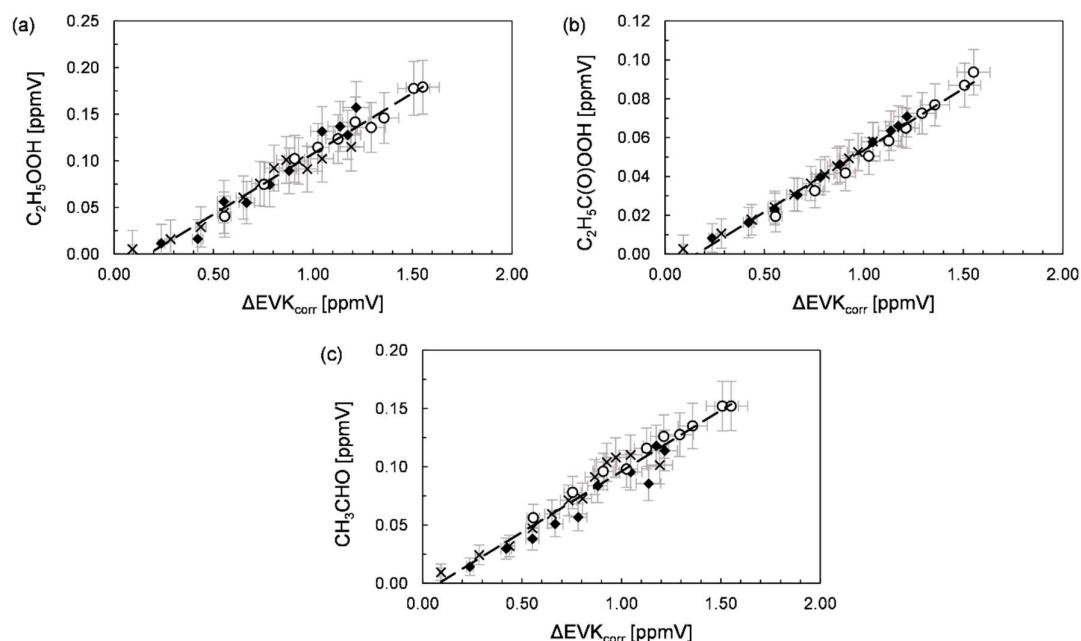 (a)
C₂H₅OOH [ppmV]
0.25
0.20
0.15
0.10
0.05
0.00
0.00 0.50 1.00 1.50 2.00
ΔEVKcorr [ppmV]
(b)
C₂H₅C(O)OOH [ppmV]
0.12
0.10
0.08
0.06
0.04
0.02
0.00
0.00 0.50 1.00 1.50 2.00
ΔEVKcorr [ppmV]
(c)
CH₃CHO [ppmV]
0.20
0.15
0.10
0.05
0.00
0.00 0.50 1.00 1.50 2.00
ΔEVKcorr [ppmV]